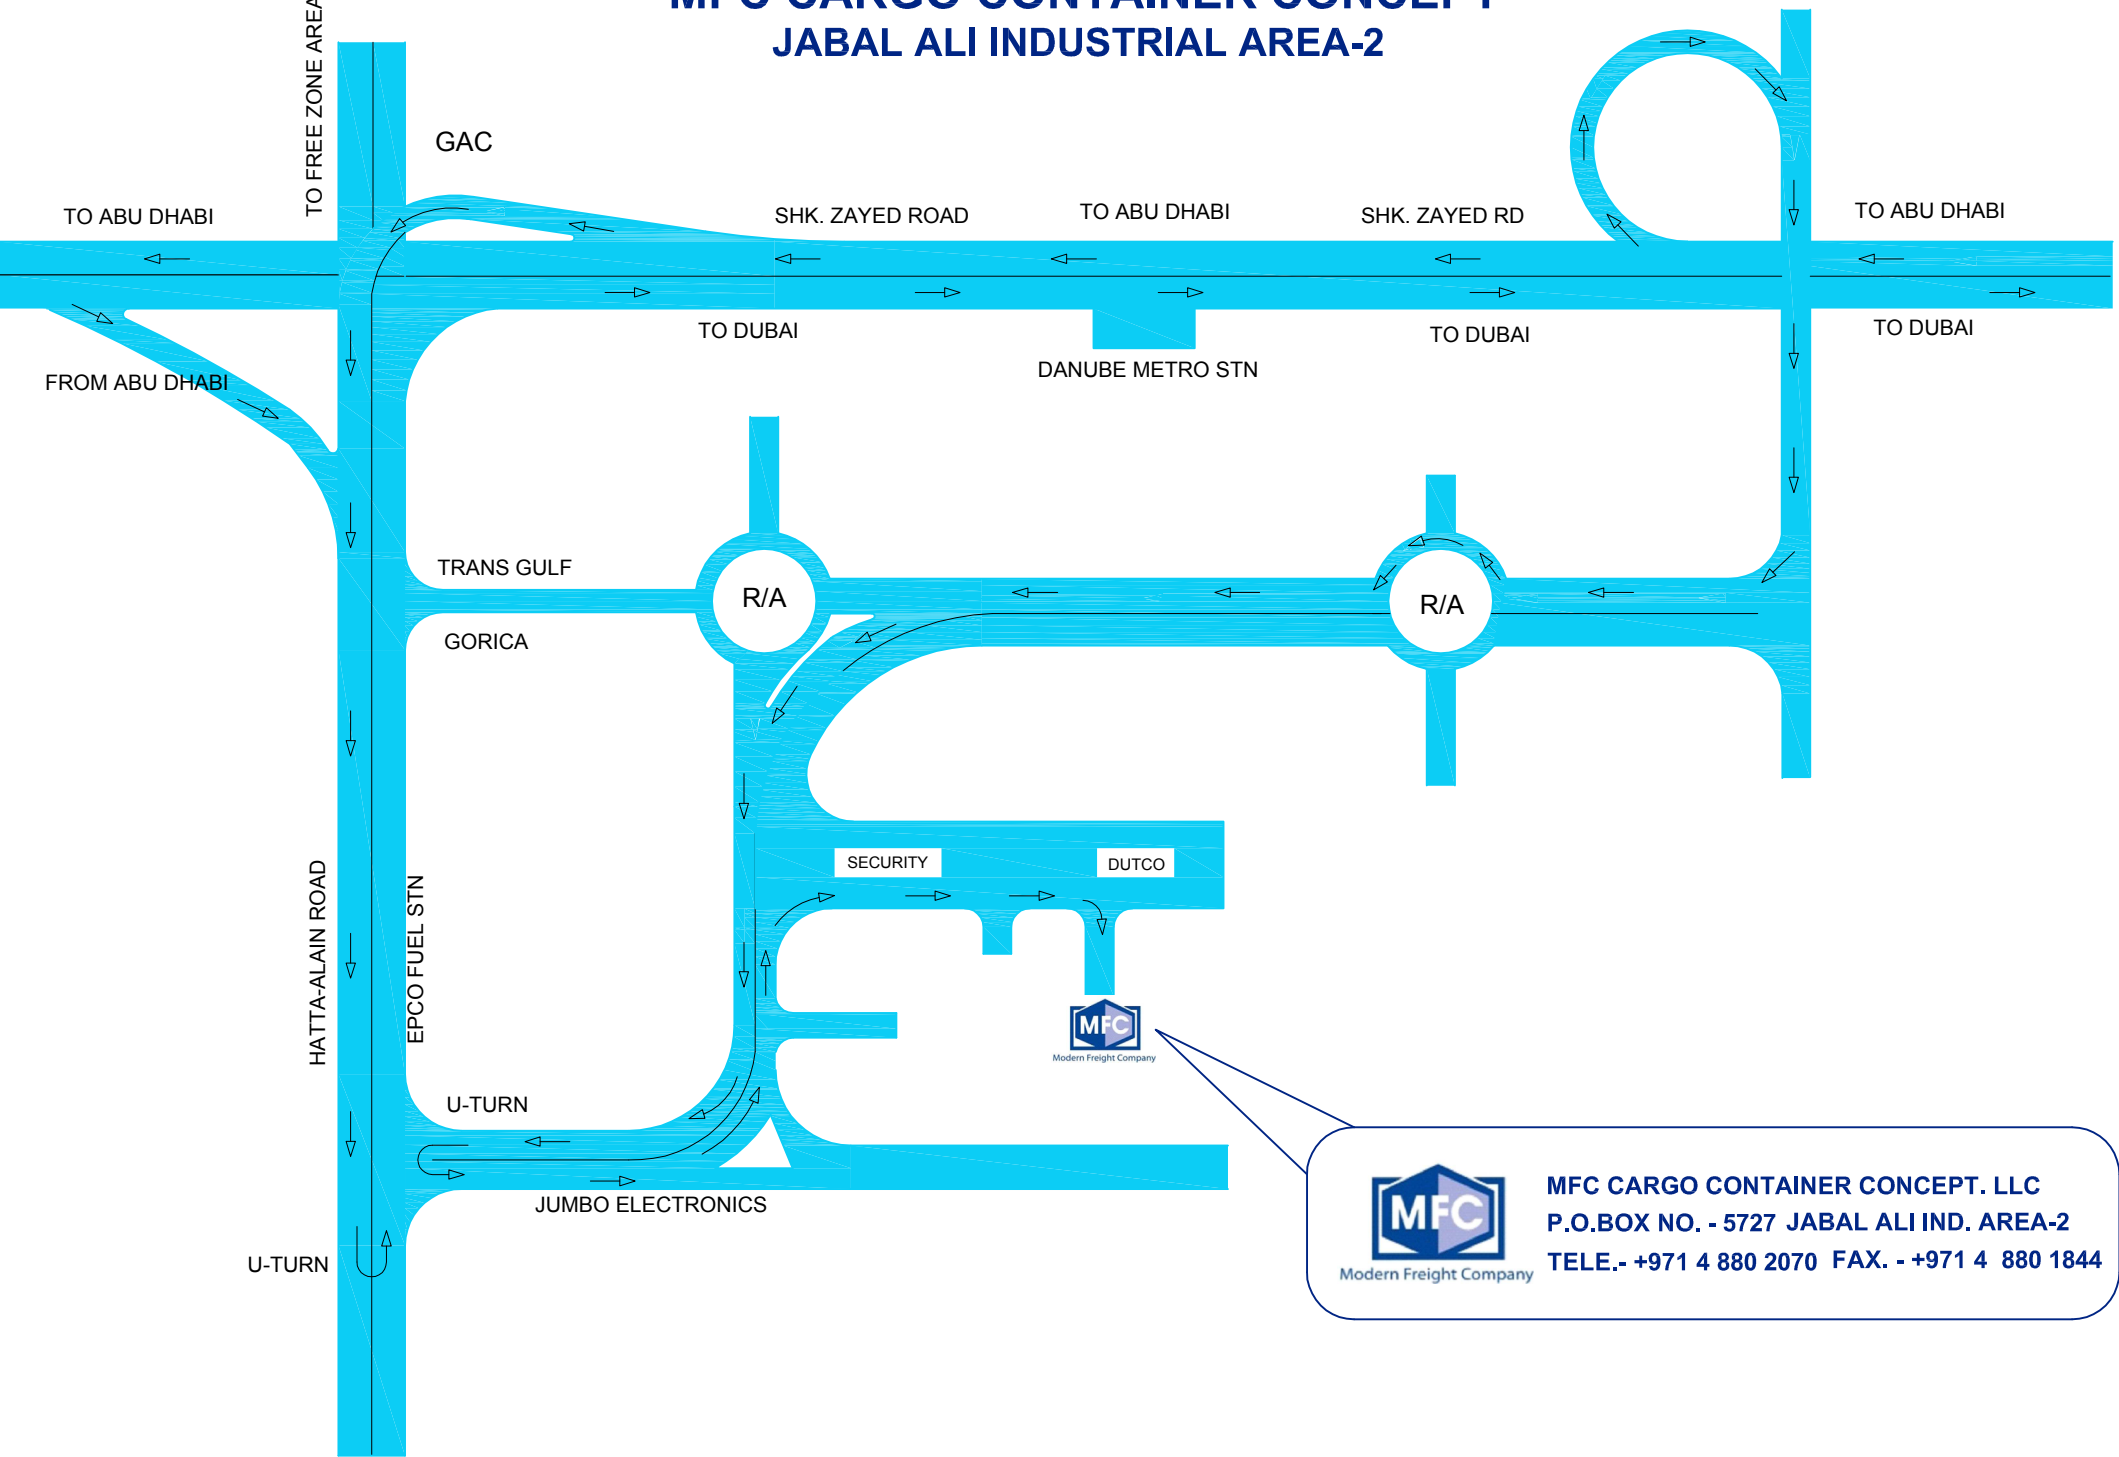 MFC CARGO CONTAINER CONCEPT
JABAL ALI INDUSTRIAL AREA-2
TO FREE ZONE AREA
GAC
TO ABU DHABI
SHK. ZAYED ROAD
TO ABU DHABI
SHK. ZAYED RD
TO ABU DHABI
TO DUBAI
TO DUBAI
TO DUBAI
DANUBE METRO STN
FROM ABU DHABI
TRANS GULF
R/A
R/A
GORICA
SECURITY
DUTCO
HATTA-ALAIN ROAD
EPCO FUEL STN
MFC
Modern Freight Company
U-TURN
JUMBO ELECTRONICS
U-TURN
MFC
Modern Freight Company
MFC CARGO CONTAINER CONCEPT. LLC
P.O.BOX NO. - 5727 JABAL ALI IND. AREA-2
TELE.- +971 4 880 2070 FAX. - +971 4 880 1844